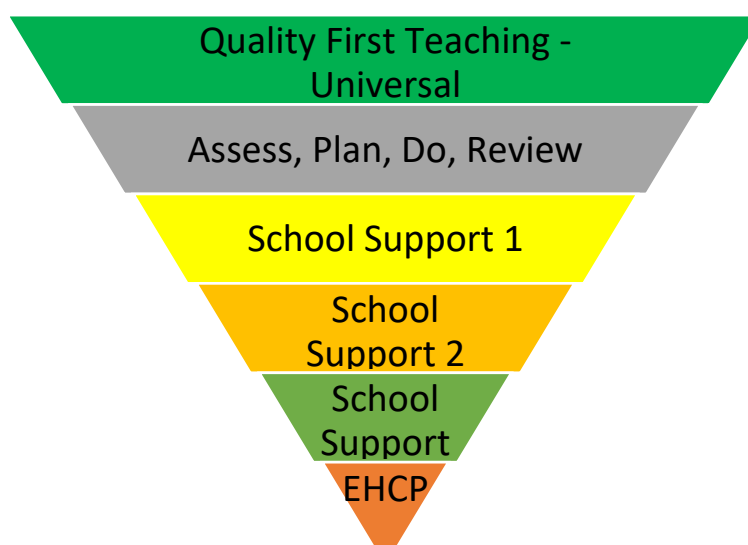 Quality First Teaching -
Universal
Assess, Plan, Do, Review
School Support 1
School
Support 2
School
Support
EHCP